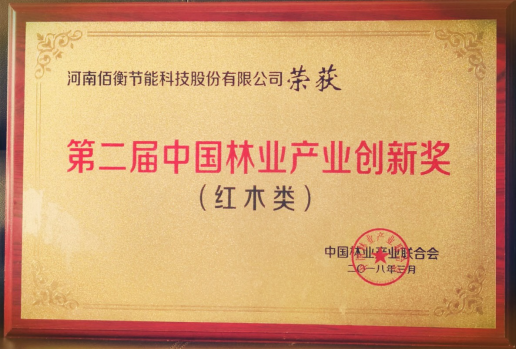 河南佰衡节能科技股份有限公司 荣获
第二届中国林业产业创新奖
（红木类）
中国林业产业联合会
二〇一八年三月